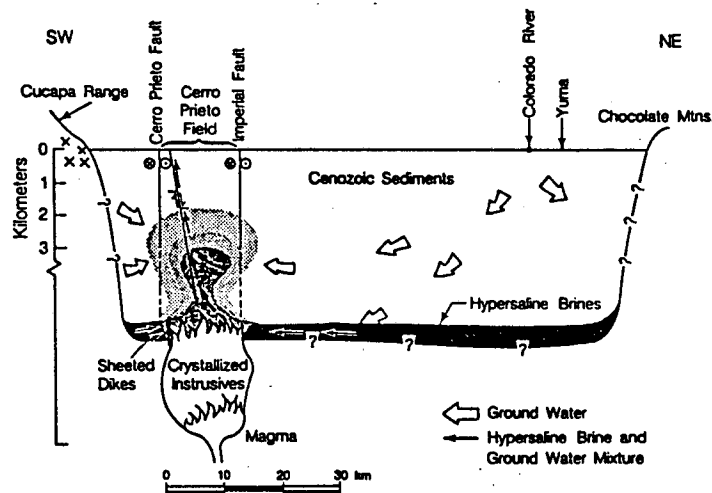 SW
NE
Cucapa Range
Cerro Prieto Fault
Cerro
Prieto
Field
Imperial Fault
Colorado River
Yuma
Chocolate Mtns
Kilometers
0
1
2
3
Cenozoic Sediments
?
?
?
?
?
?
?
?
?
Hypersaline Brines
Sheeted
Dikes
Crystallized
Instrusives
Magma
Ground Water
Hypersaline Brine and
Ground Water Mixture
0 10 20 30 km